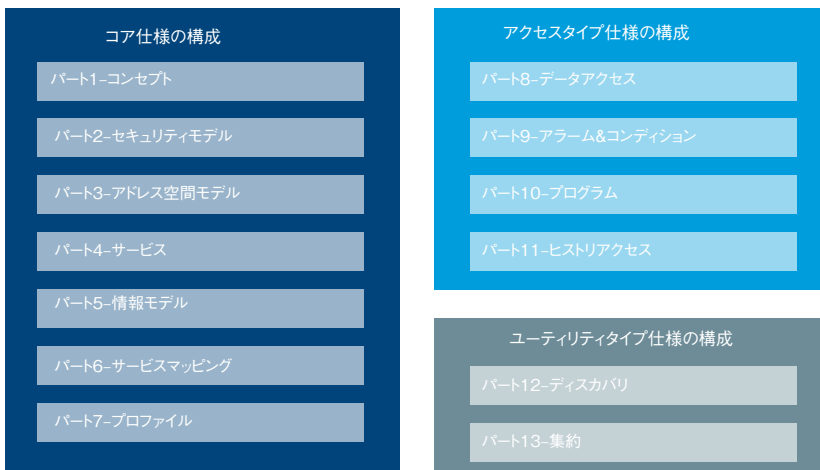 コア仕様の構成
パート1–コンセプト
パート2–セキュリティモデル
パート3–アドレス空間モデル
パート4–サービス
パート5–情報モデル
パート6–サービスマッピング
パート7–プロファイル
アクセスタイプ仕様の構成
パート8–データアクセス
パート9–アラーム&コンディション
パート10–プログラム
パート11–ヒストリアクセス
ユーティリティタイプ仕様の構成
パート12–ディスカバリ
パート13–集約